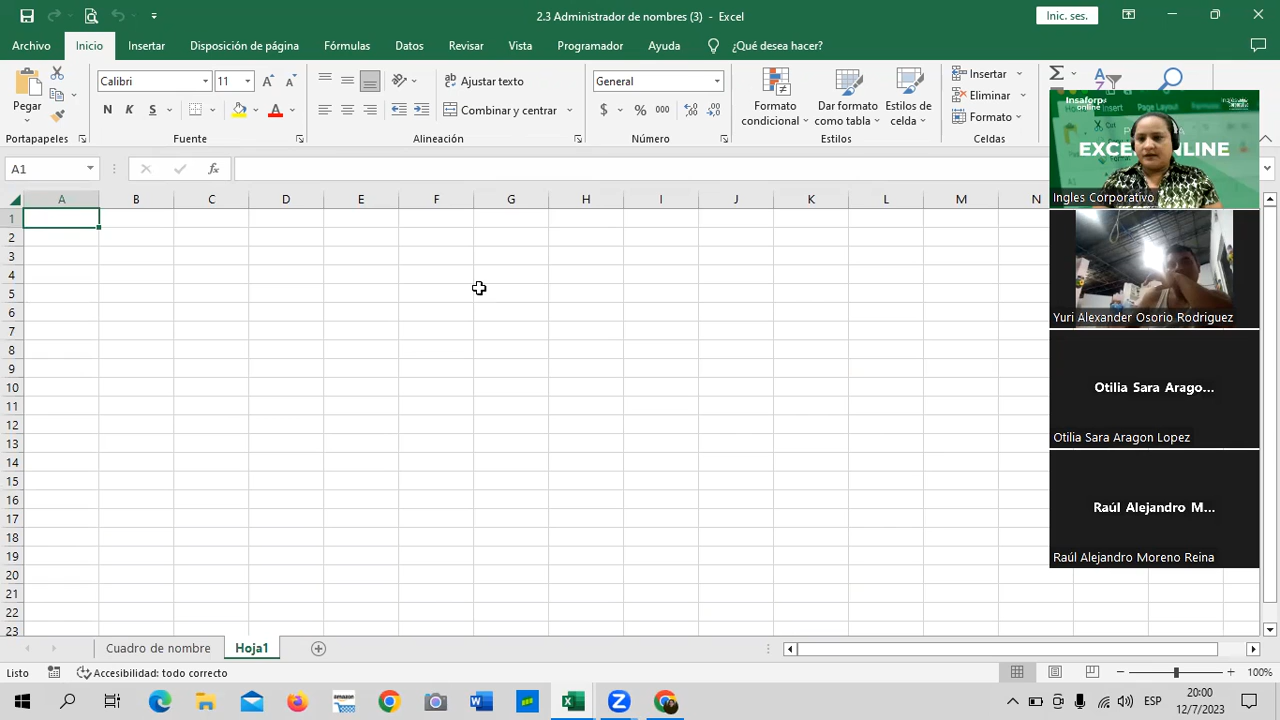 2.3 Administrador de nombres (3) - Excel
Inic. ses.
Archivo Inicio Insertar Disposición de página Fórmulas Datos Revisar Vista Programador Ayuda ¿Qué desea hacer?
Pegar
Portapapeles
Calibri 11
N K S
Fuente
Ajustar texto
Combinar y centrar
Alineación
General
$ % 000
Número
Formato condicional
Dar formato como tabla
Estilos de celda
Estilos
Insertar
Eliminar
Formato
Celdas
A1
fx
A B C D E F G H I J K L M N
1
2
3
4
5
6
7
8
9
10
11
12
13
14
15
16
17
18
19
20
21
22
23
Insaforp online
Ingles Corporativo
Yuri Alexander Osorio Rodriguez
Otilia Sara Arago...
Otilia Sara Aragon Lopez
Raúl Alejandro M...
Raúl Alejandro Moreno Reina
Cuadro de nombre Hoja1
Listo Accesibilidad: todo correcto
100%
ESP
20:00
12/7/2023